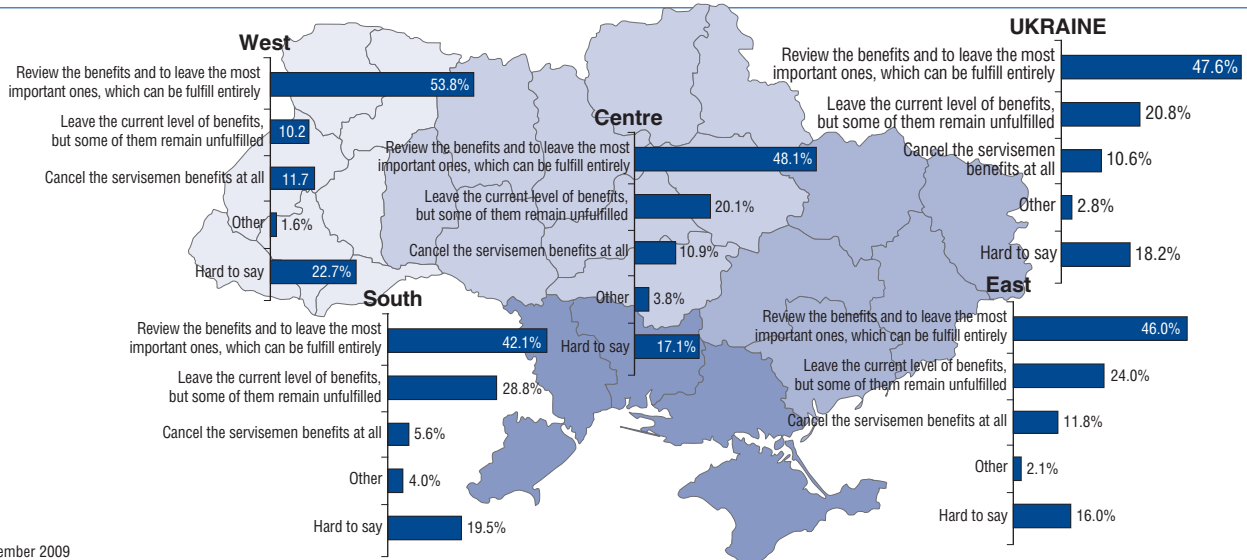 West
Review the benefits and to leave the most
important ones, which can be fulfill entirely
53.8%
Leave the current level of benefits,
but some of them remain unfulfilled
10.2
Cancel the servisemen benefits at all
11.7
Other
1.6%
Hard to say
22.7%
Centre
Review the benefits and to leave the most
important ones, which can be fulfill entirely
48.1%
Leave the current level of benefits,
but some of them remain unfulfilled
20.1%
Cancel the servisemen benefits at all
10.9%
Other
3.8%
Hard to say
17.1%
UKRAINE
Review the benefits and to leave the most
important ones, which can be fulfill entirely
47.6%
Leave the current level of benefits,
but some of them remain unfulfilled
20.8%
Cancel the servisemen
benefits at all
10.6%
Other
2.8%
Hard to say
18.2%
South
Review the benefits and to leave the most
important ones, which can be fulfill entirely
42.1%
Leave the current level of benefits,
but some of them remain unfulfilled
28.8%
Cancel the servisemen benefits at all
5.6%
Other
4.0%
Hard to say
19.5%
East
Review the benefits and to leave the most
important ones, which can be fulfill entirely
46.0%
Leave the current level of benefits,
but some of them remain unfulfilled
24.0%
Cancel the servisemen benefits at all
11.8%
Other
2.1%
Hard to say
16.0%
ember 2009